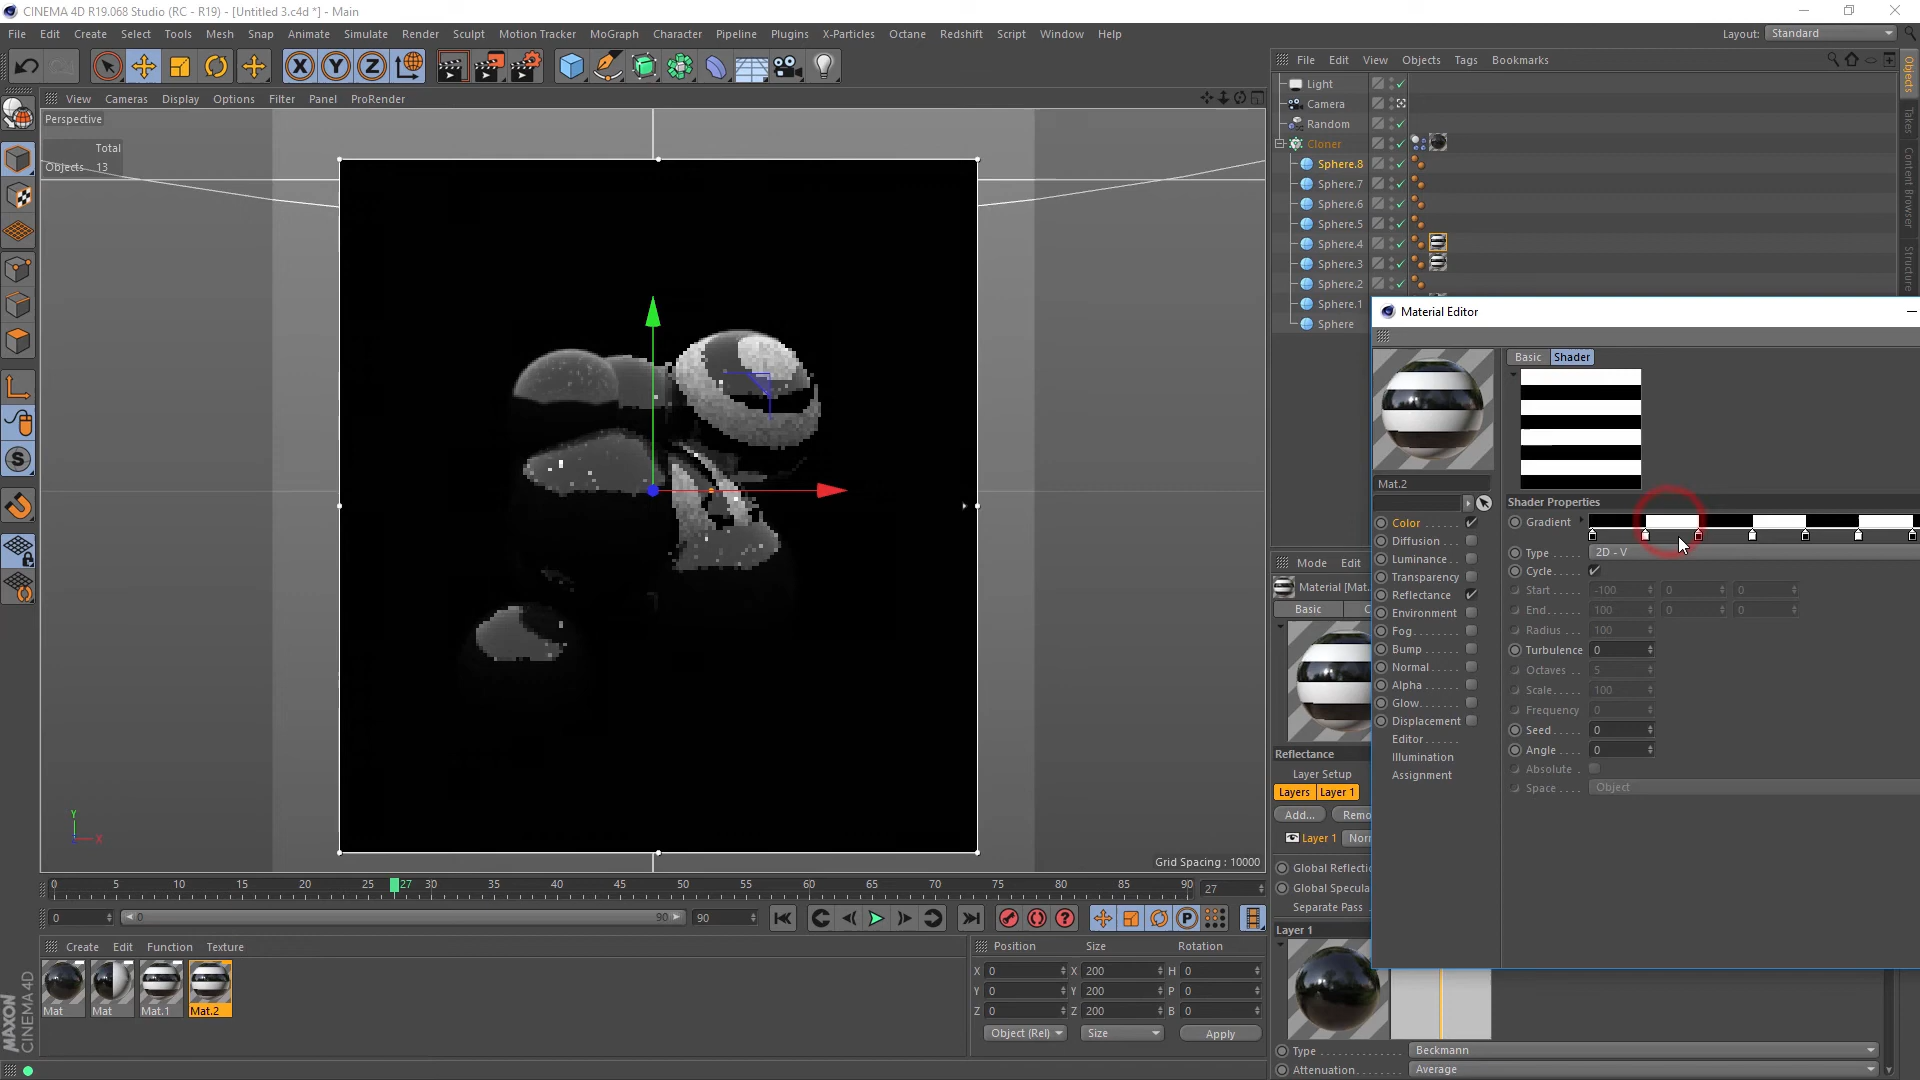 CINEMA 4D R19.068 Studio (RC - R19) - [Untitled 3.c4d *] - Main
File Edit Create Select Tools Mesh Snap Animate Simulate Render Sculpt Motion Tracker MoGraph Character Pipeline Plugins X-Particles Octane Redshift Script Window Help
Layout: Standard
View Cameras Display Options Filter Panel ProRender
File Edit View Objects Tags Bookmarks
Perspective
Total
Objects 13
Light
Camera
Random
Cloner
Sphere.8
Sphere.7
Sphere.6
Sphere.5
Sphere.4
Sphere.3
Sphere.2
Sphere.1
Sphere
Objects
Takes
Content Browser
Structure
Material Editor
Basic Shader
Mat.2
Color
Diffusion
Luminance
Transparency
Reflectance
Environment
Fog
Bump
Normal
Alpha
Glow
Displacement
Editor
Illumination
Assignment
Shader Properties
Gradient
Type 2D - V
Cycle
Start -100 0 0
End 100 0 0
Radius 100
Turbulence 0
Octaves 5
Scale 100
Frequency 0
Seed 0
Angle 0
Absolute
Space Object
Mode Edit
Material [Mat.
Basic C
Reflectance
Layer Setup
Layers Layer 1
Add... Remo
Layer 1 Norr
Global Reflecti
Global Specula
Separate Pass
Layer 1
Type Beckmann
Attenuation Average
Y
X
Grid Spacing : 10000
0 5 10 15 20 25 27 30 35 40 45 50 55 60 65 70 75 80 85 90 27
0 0 90 90
Create Edit Function Texture
Mat Mat Mat.1 Mat.2
Position Size Rotation
X 0 X 200 H 0
Y 0 Y 200 P 0
Z 0 Z 200 B 0
Object (Rel) Size Apply
MAXON
CINEMA 4D